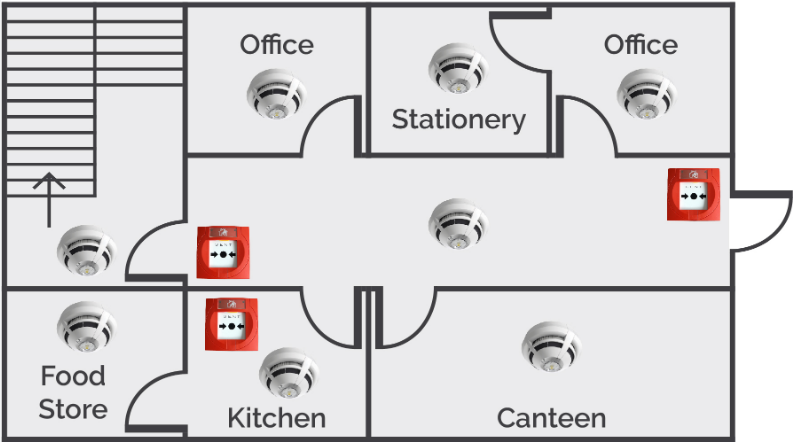 Office
Office
Stationery
Food
Store
Kitchen
Canteen